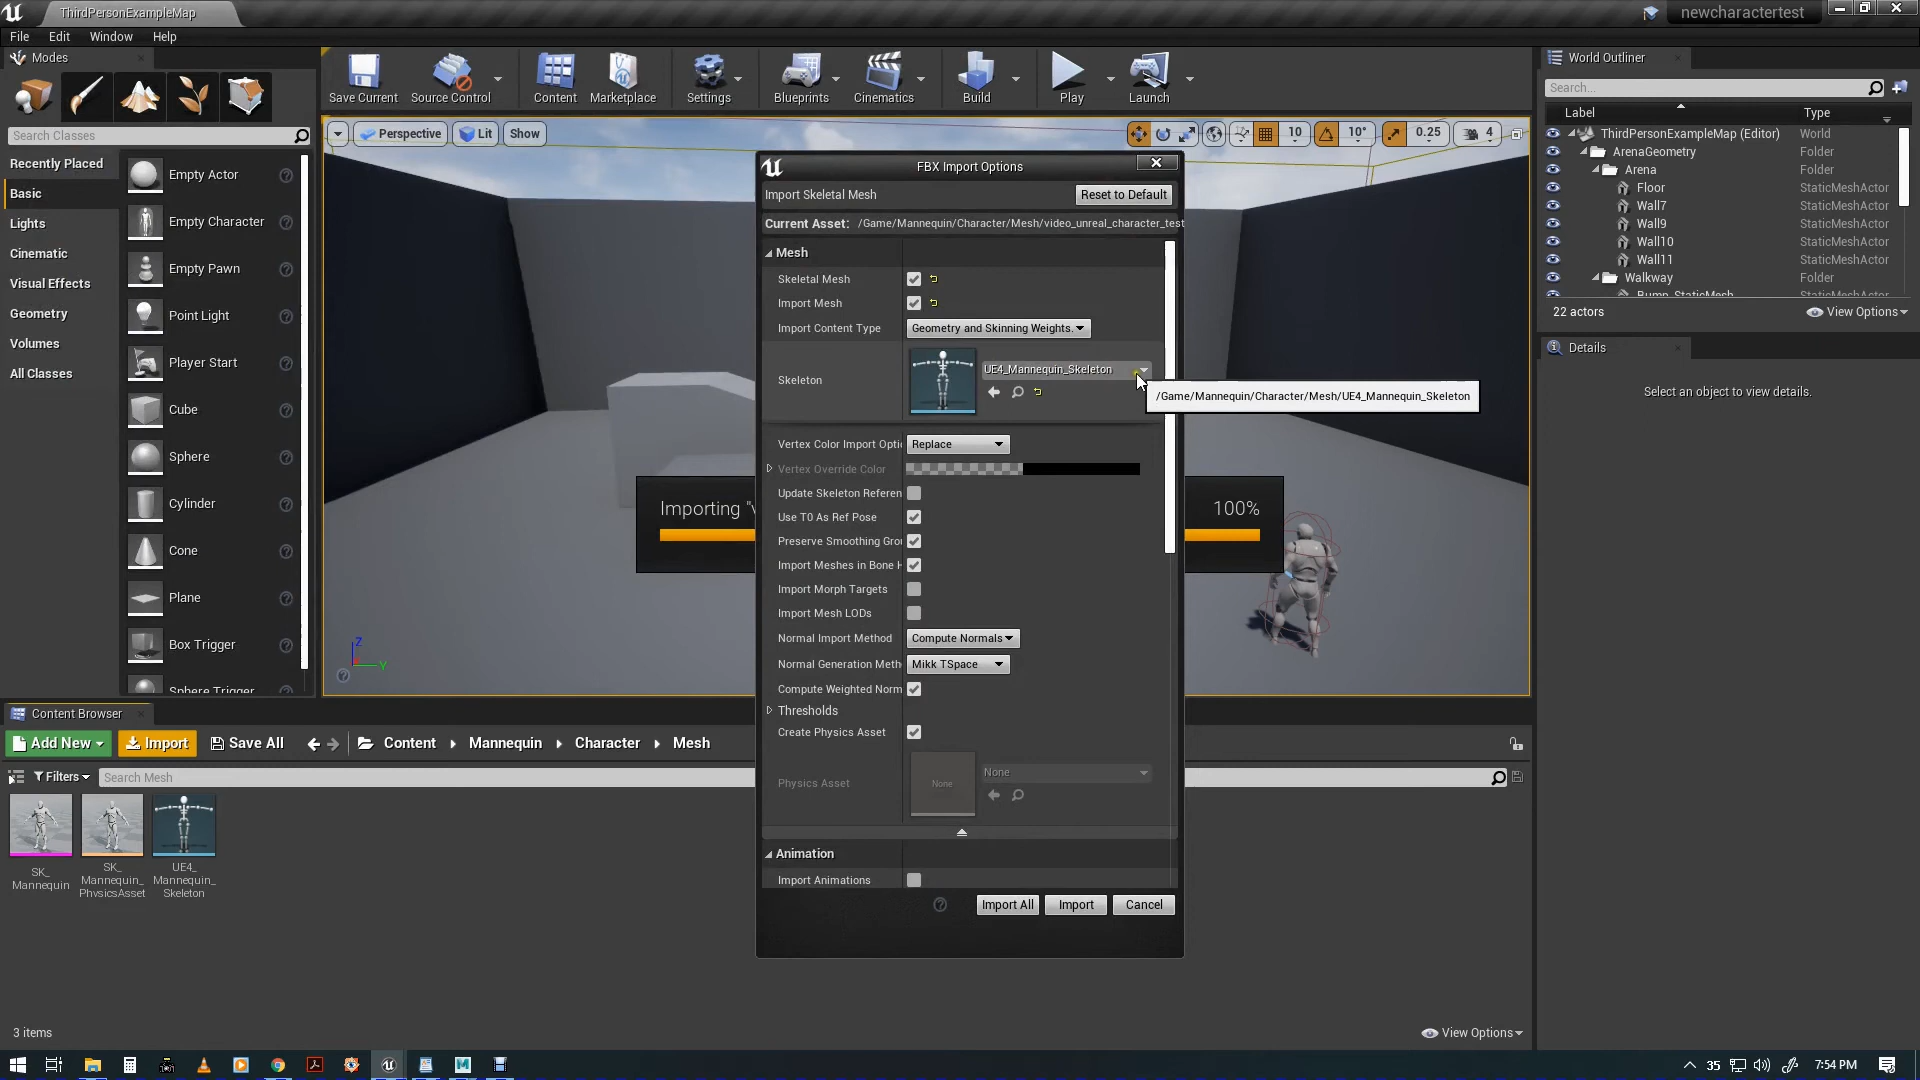 ThirdPersonExampleMap
newcharactertest
File Edit Window Help
Modes
Search Classes
Recently Placed
Basic
Lights
Cinematic
Visual Effects
Geometry
Volumes
All Classes
Empty Actor
Empty Character
Empty Pawn
Point Light
Player Start
Cube
Sphere
Cylinder
Cone
Plane
Box Trigger
Sphere Trigger
Save Current
Source Control
Content
Marketplace
Settings
Blueprints
Cinematics
Build
Play
Launch
Perspective Lit Show
10 10° 0.25 4
Importing "v
100%
Z
Y
FBX Import Options
Import Skeletal Mesh Reset to Default
Current Asset: /Game/Mannequin/Character/Mesh/video_unreal_character_test
Mesh
Skeletal Mesh
Import Mesh
Import Content Type Geometry and Skinning Weights.
Skeleton UE4_Mannequin_Skeleton
/Game/Mannequin/Character/Mesh/UE4_Mannequin_Skeleton
Vertex Color Import Opti Replace
Vertex Override Color
Update Skeleton Referen
Use T0 As Ref Pose
Preserve Smoothing Gro
Import Meshes in Bone H
Import Morph Targets
Import Mesh LODs
Normal Import Method Compute Normals
Normal Generation Meth Mikk TSpace
Compute Weighted Norm
Thresholds
Create Physics Asset
Physics Asset None None
Animation
Import Animations
Import All Import Cancel
World Outliner
Search...
Label Type
ThirdPersonExampleMap (Editor) World
ArenaGeometry Folder
Arena Folder
Floor StaticMeshActor
Wall7 StaticMeshActor
Wall9 StaticMeshActor
Wall10 StaticMeshActor
Wall11 StaticMeshActor
Walkway Folder
Bump_StaticMesh StaticMeshActor
22 actors View Options
Details
Select an object to view details.
Content Browser
Add New Import Save All Content Mannequin Character Mesh
Filters Search Mesh
SK_
Mannequin
SK_
Mannequin_
PhysicsAsset
UE4_
Mannequin_
Skeleton
3 items View Options
35 7:54 PM